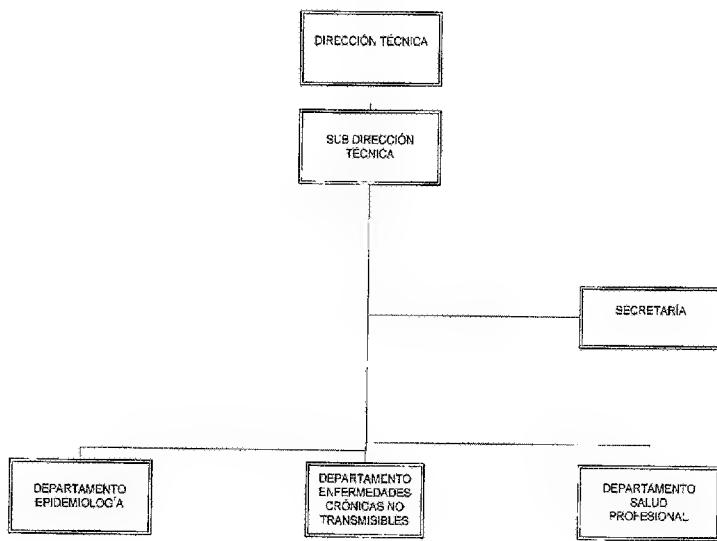 DIRECCIÓN TÉCNICA
SUB DIRECCIÓN
TÉCNICA
SECRETARÍA
DEPARTAMENTO
EPIDEMIOLOGÍA
DEPARTAMENTO
ENFERMEDADES
CRÓNICAS NO
TRANSMISIBLES
DEPARTAMENTO
SALUD
PROFESIONAL